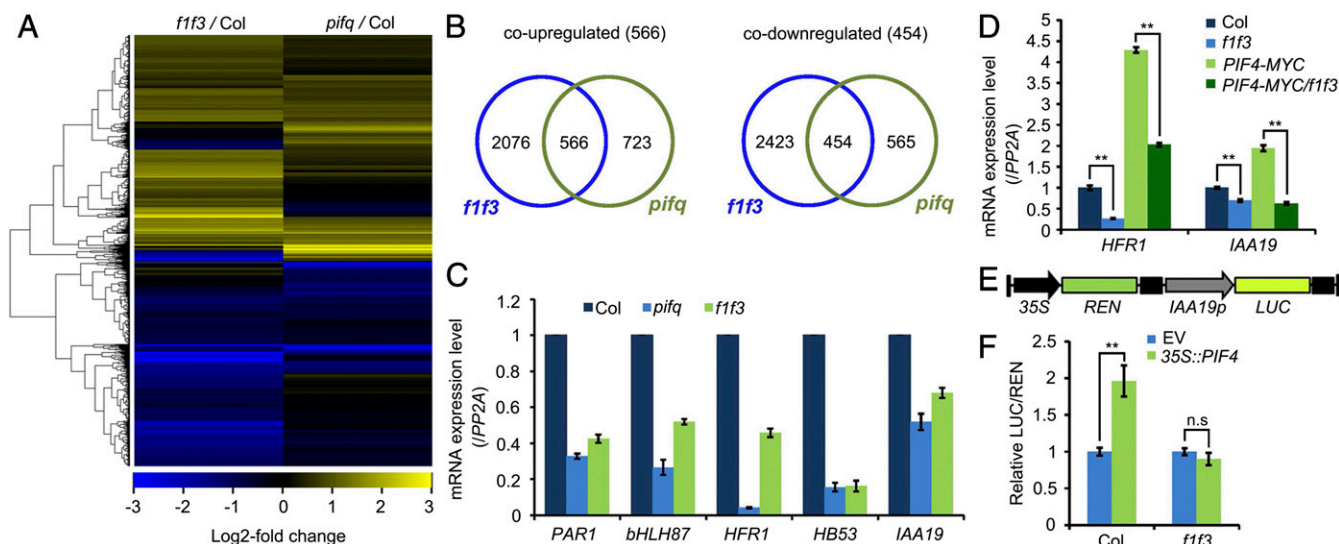 A
f1f3 / Col
pifq / Col
-3 -2 -1 0 1 2 3
Log2-fold change
B
co-upregulated (566)
2076 566 723
f1f3 pifq
co-downregulated (454)
2423 454 565
f1f3 pifq
C
mRNA expression level
(/PP2A)
1.2
1
0.8
0.6
0.4
0.2
0
Col pifq f1f3
PAR1 bHLH87 HFR1 HB53 IAA19
D
mRNA expression level
(/PP2A)
5
4.5
4
3.5
3
2.5
2
1.5
1
0.5
0
Col
f1f3
PIF4-MYC
PIF4-MYC/f1f3
** * ** **
HFR1 IAA19
E
35S REN IAA19p LUC
F
Relative LUC/REN
2.5
2
1.5
1
0.5
0
EV
35S::PIF4
** n.s
Col f1f3